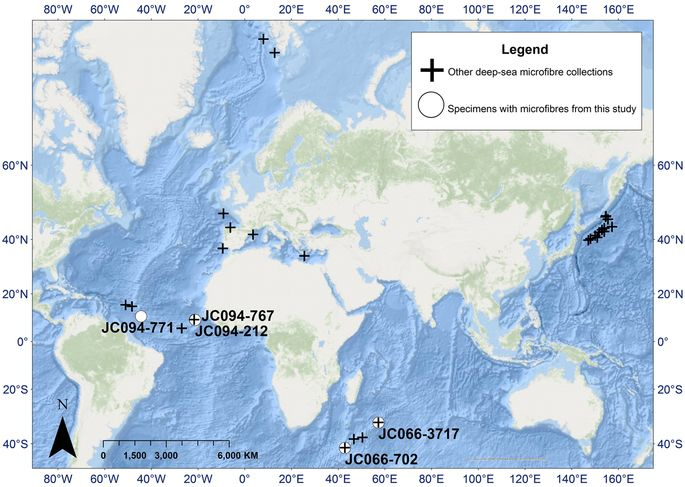 80°W 60°W 40°W 20°W 0° 20°E 40°E 60°E 80°E 100°E 120°E 140°E 160°E
Legend
Other deep-sea microfibre collections
Specimens with microfibres from this study
60°N 60°N
40°N 40°N
20°N 20°N
JC094-767
JC094-771 JC094-212
0° 0°
20°S 20°S
N
JC066-3717
40°S 40°S
0 1,500 3,000 6,000 KM
JC066-702
80°W 60°W 40°W 20°W 0° 20°E 40°E 60°E 80°E 100°E 120°E 140°E 160°E